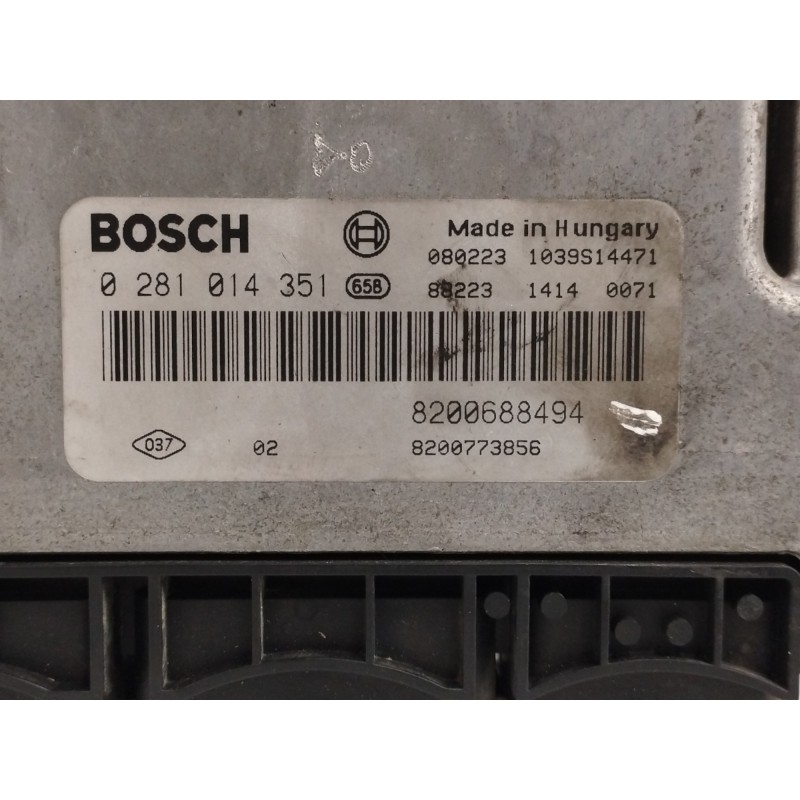 BOSCH
Made in Hungary
080223 1039S14471
0 281 014 351 658
88223 1414 0071
8200688494
037 02 8200773856